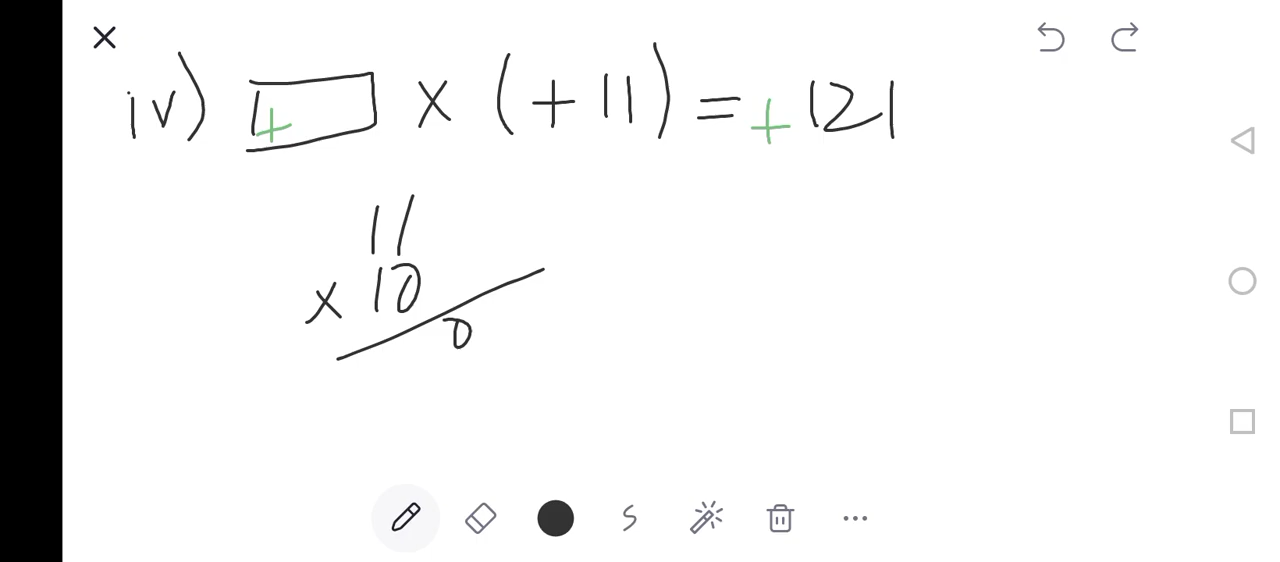 iv) + × (+11) = +121
11
× 10
0